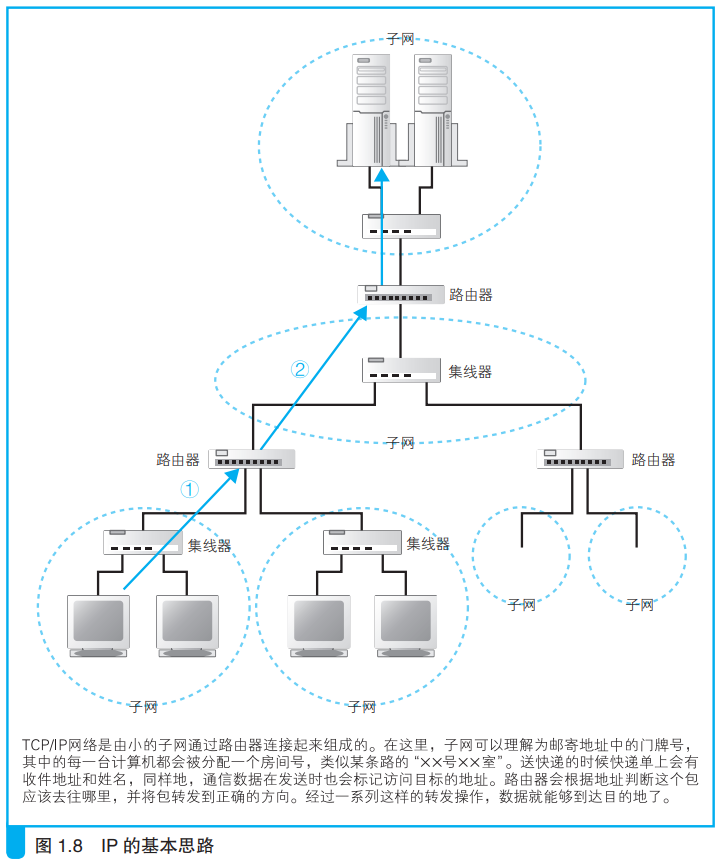 子网
路由器
②
集线器
子网
路由器
路由器
①
集线器
集线器
子网
子网
子网
子网
TCP/IP网络是由小的子网通过路由器连接起来组成的。在这里，子网可以理解为邮寄地址中的门牌号，
其中的每一台计算机都会被分配一个房间号，类似某条路的“××号××室”。送快递的时候快递单上会有
收件地址和姓名，同样地，通信数据在发送时也会标记访问目标的地址。路由器会根据地址判断这个包
应该去往哪里，并将包转发到正确的方向。经过一系列这样的转发操作，数据就能够到达目的地了。
图 1.8 IP 的基本思路